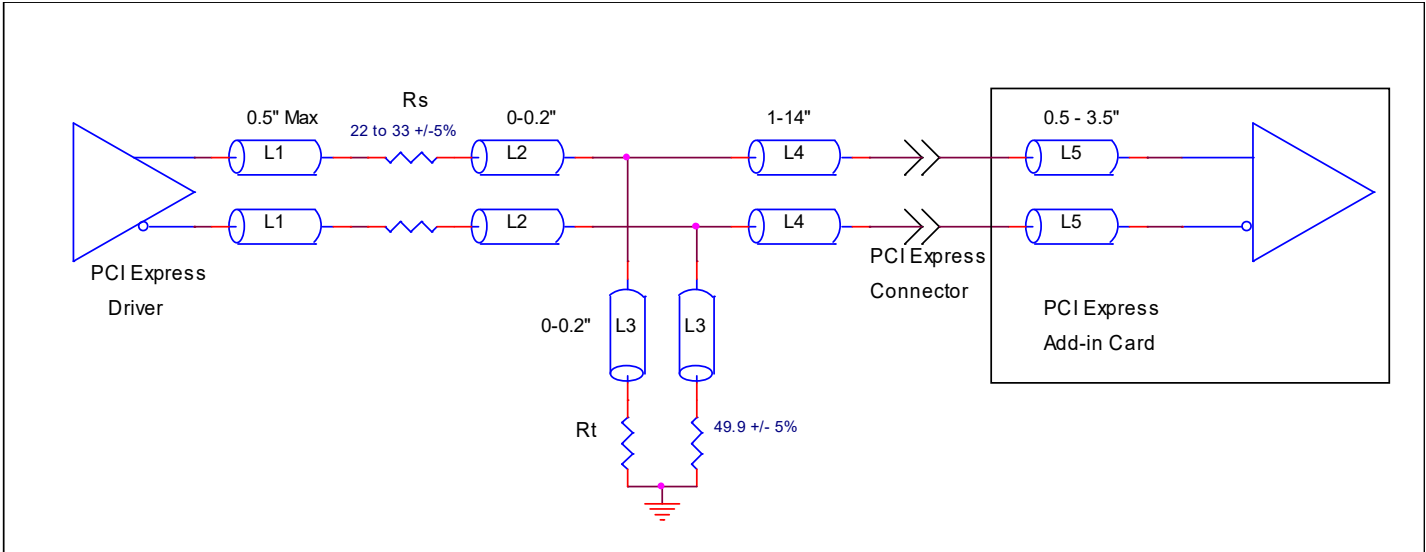 Rs
0.5" Max
22 to 33 +/-5%
0-0.2"
1-14"
0.5 - 3.5"
L1
L2
L4
L5
L1
L2
L4
L5
PCI Express
Driver
PCI Express
Connector
PCI Express
Add-in Card
0-0.2"
L3
L3
Rt
49.9 +/- 5%